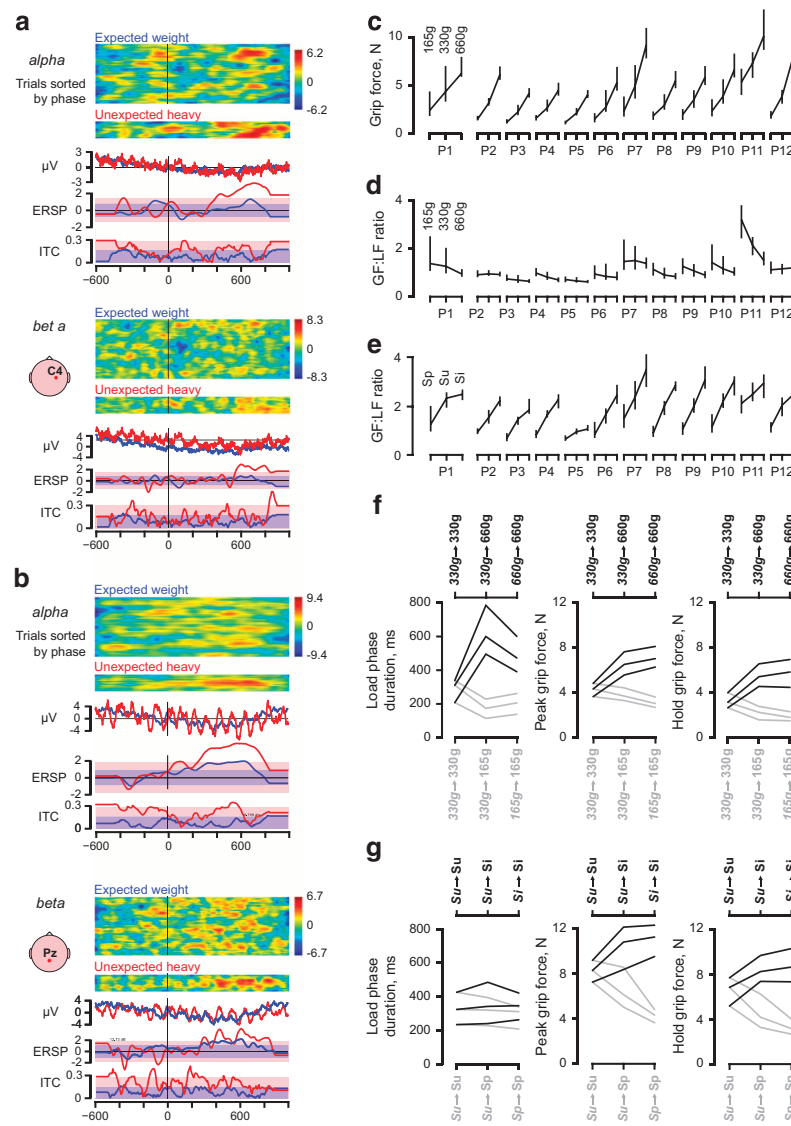 a
Expected weight
alpha
Trials sorted
by phase
6.2
0
-6.2
Unexpected heavy
µV
3
0
-3
ERSP
2
0
-2
ITC
0.3
0
−600
0
600
Expected weight
bet a
C4
8.3
0
-8.3
Unexpected heavy
µV
4
0
-4
ERSP
2
0
-2
ITC
0.3
0
−600
0
600
b
Expected weight
alpha
Trials sorted
by phase
9.4
0
-9.4
Unexpected heavy
µV
4
0
-4
ERSP
2
0
-2
ITC
0.3
0
−600
0
600
Expected weight
beta
Pz
6.7
0
-6.7
Unexpected heavy
µV
4
0
-4
ERSP
2
0
-2
ITC
0.3
0
−600
0
600
c
Grip force, N
10
5
0
165g
330g
660g
P1 P2 P3 P4 P5 P6 P7 P8 P9 P10 P11 P12
d
GF:LF ratio
4
2
0
165g
330g
660g
P1 P2 P3 P4 P5 P6 P7 P8 P9 P10 P11 P12
e
GF:LF ratio
4
2
0
Sp
Su
Si
P1 P2 P3 P4 P5 P6 P7 P8 P9 P10 P11 P12
f
330g→330g
330g→660g
660g→660g
Load phase
duration, ms
800
600
400
200
0
330g→330g
330g→165g
165g→165g
330g→330g
330g→660g
660g→660g
Peak grip force, N
12
8
4
0
330g→330g
330g→165g
165g→165g
330g→330g
330g→660g
660g→660g
Hold grip force, N
12
8
4
0
330g→330g
330g→165g
165g→165g
g
Su→Su
Su→Si
Si→Si
Load phase
duration, ms
800
600
400
200
0
Su→Su
Su→Sp
Sp→Sp
Su→Su
Su→Si
Si→Si
Peak grip force, N
12
8
4
0
Su→Su
Su→Sp
Sp→Sp
Su→Su
Su→Si
Si→Si
Hold grip force, N
12
8
4
0
Su→Su
Su→Sp
Sp→Sp